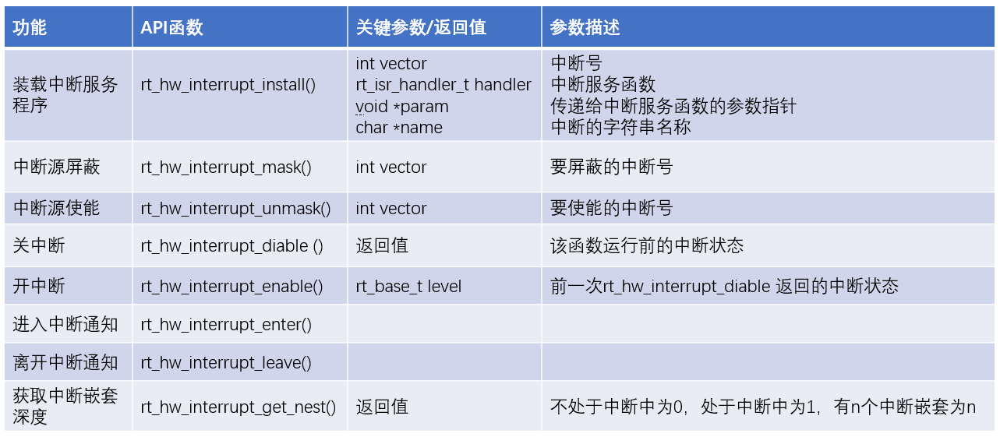 功能 API函数 关键参数/返回值 参数描述
装载中断服务程序 rt_hw_interrupt_install() int vector 中断号
rt_isr_handler_t handler 中断服务函数
void *param 传递给中断服务函数的参数指针
char *name 中断的字符串名称
中断源屏蔽 rt_hw_interrupt_mask() int vector 要屏蔽的中断号
中断源使能 rt_hw_interrupt_unmask() int vector 要使能的中断号
关中断 rt_hw_interrupt_diable () 返回值 该函数运行前的中断状态
开中断 rt_hw_interrupt_enable() rt_base_t level 前一次rt_hw_interrupt_diable 返回的中断状态
进入中断通知 rt_hw_interrupt_enter()
离开中断通知 rt_hw_interrupt_leave()
获取中断嵌套深度 rt_hw_interrupt_get_nest() 返回值 不处于中断中为0，处于中断中为1，有n个中断嵌套为n